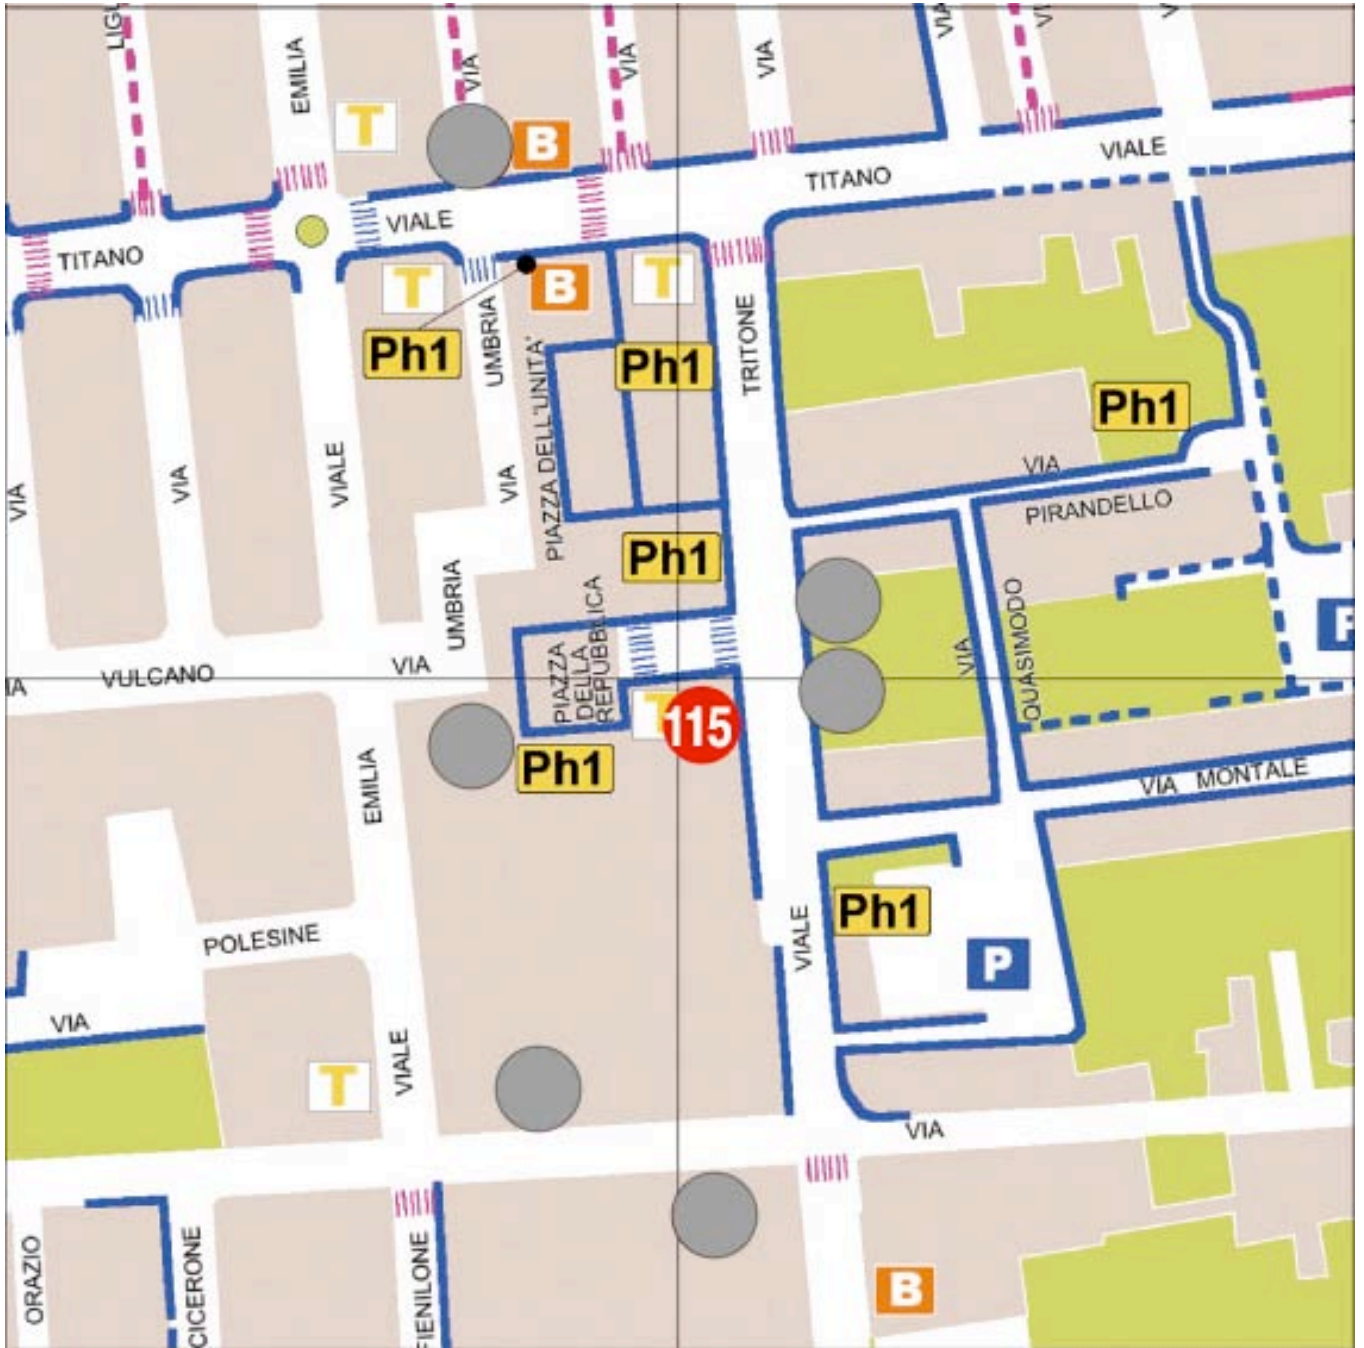 LIGU
EMILIA
VIA
VIA
VIA
VIA
VIALE
T
B
TITANO
VIALE
TITANO
T
B
T
Ph1
UMBRIA
Ph1
TRITONE
Ph1
PIAZZA DELL'UNITA'
VIA
VIA
VIALE
VIA
VIA
PIRANDELLO
Ph1
UMBRIA
PIAZZA
DELLA
REPUBBLICA
QUASIMODO
VIA
P
VULCANO
VIA
IA
T
115
Ph1
EMILIA
VIA MONTALE
Ph1
POLESINE
VIALE
P
VIA
VIALE
T
VIA
ORAZIO
CICERONE
FIENILONE
B